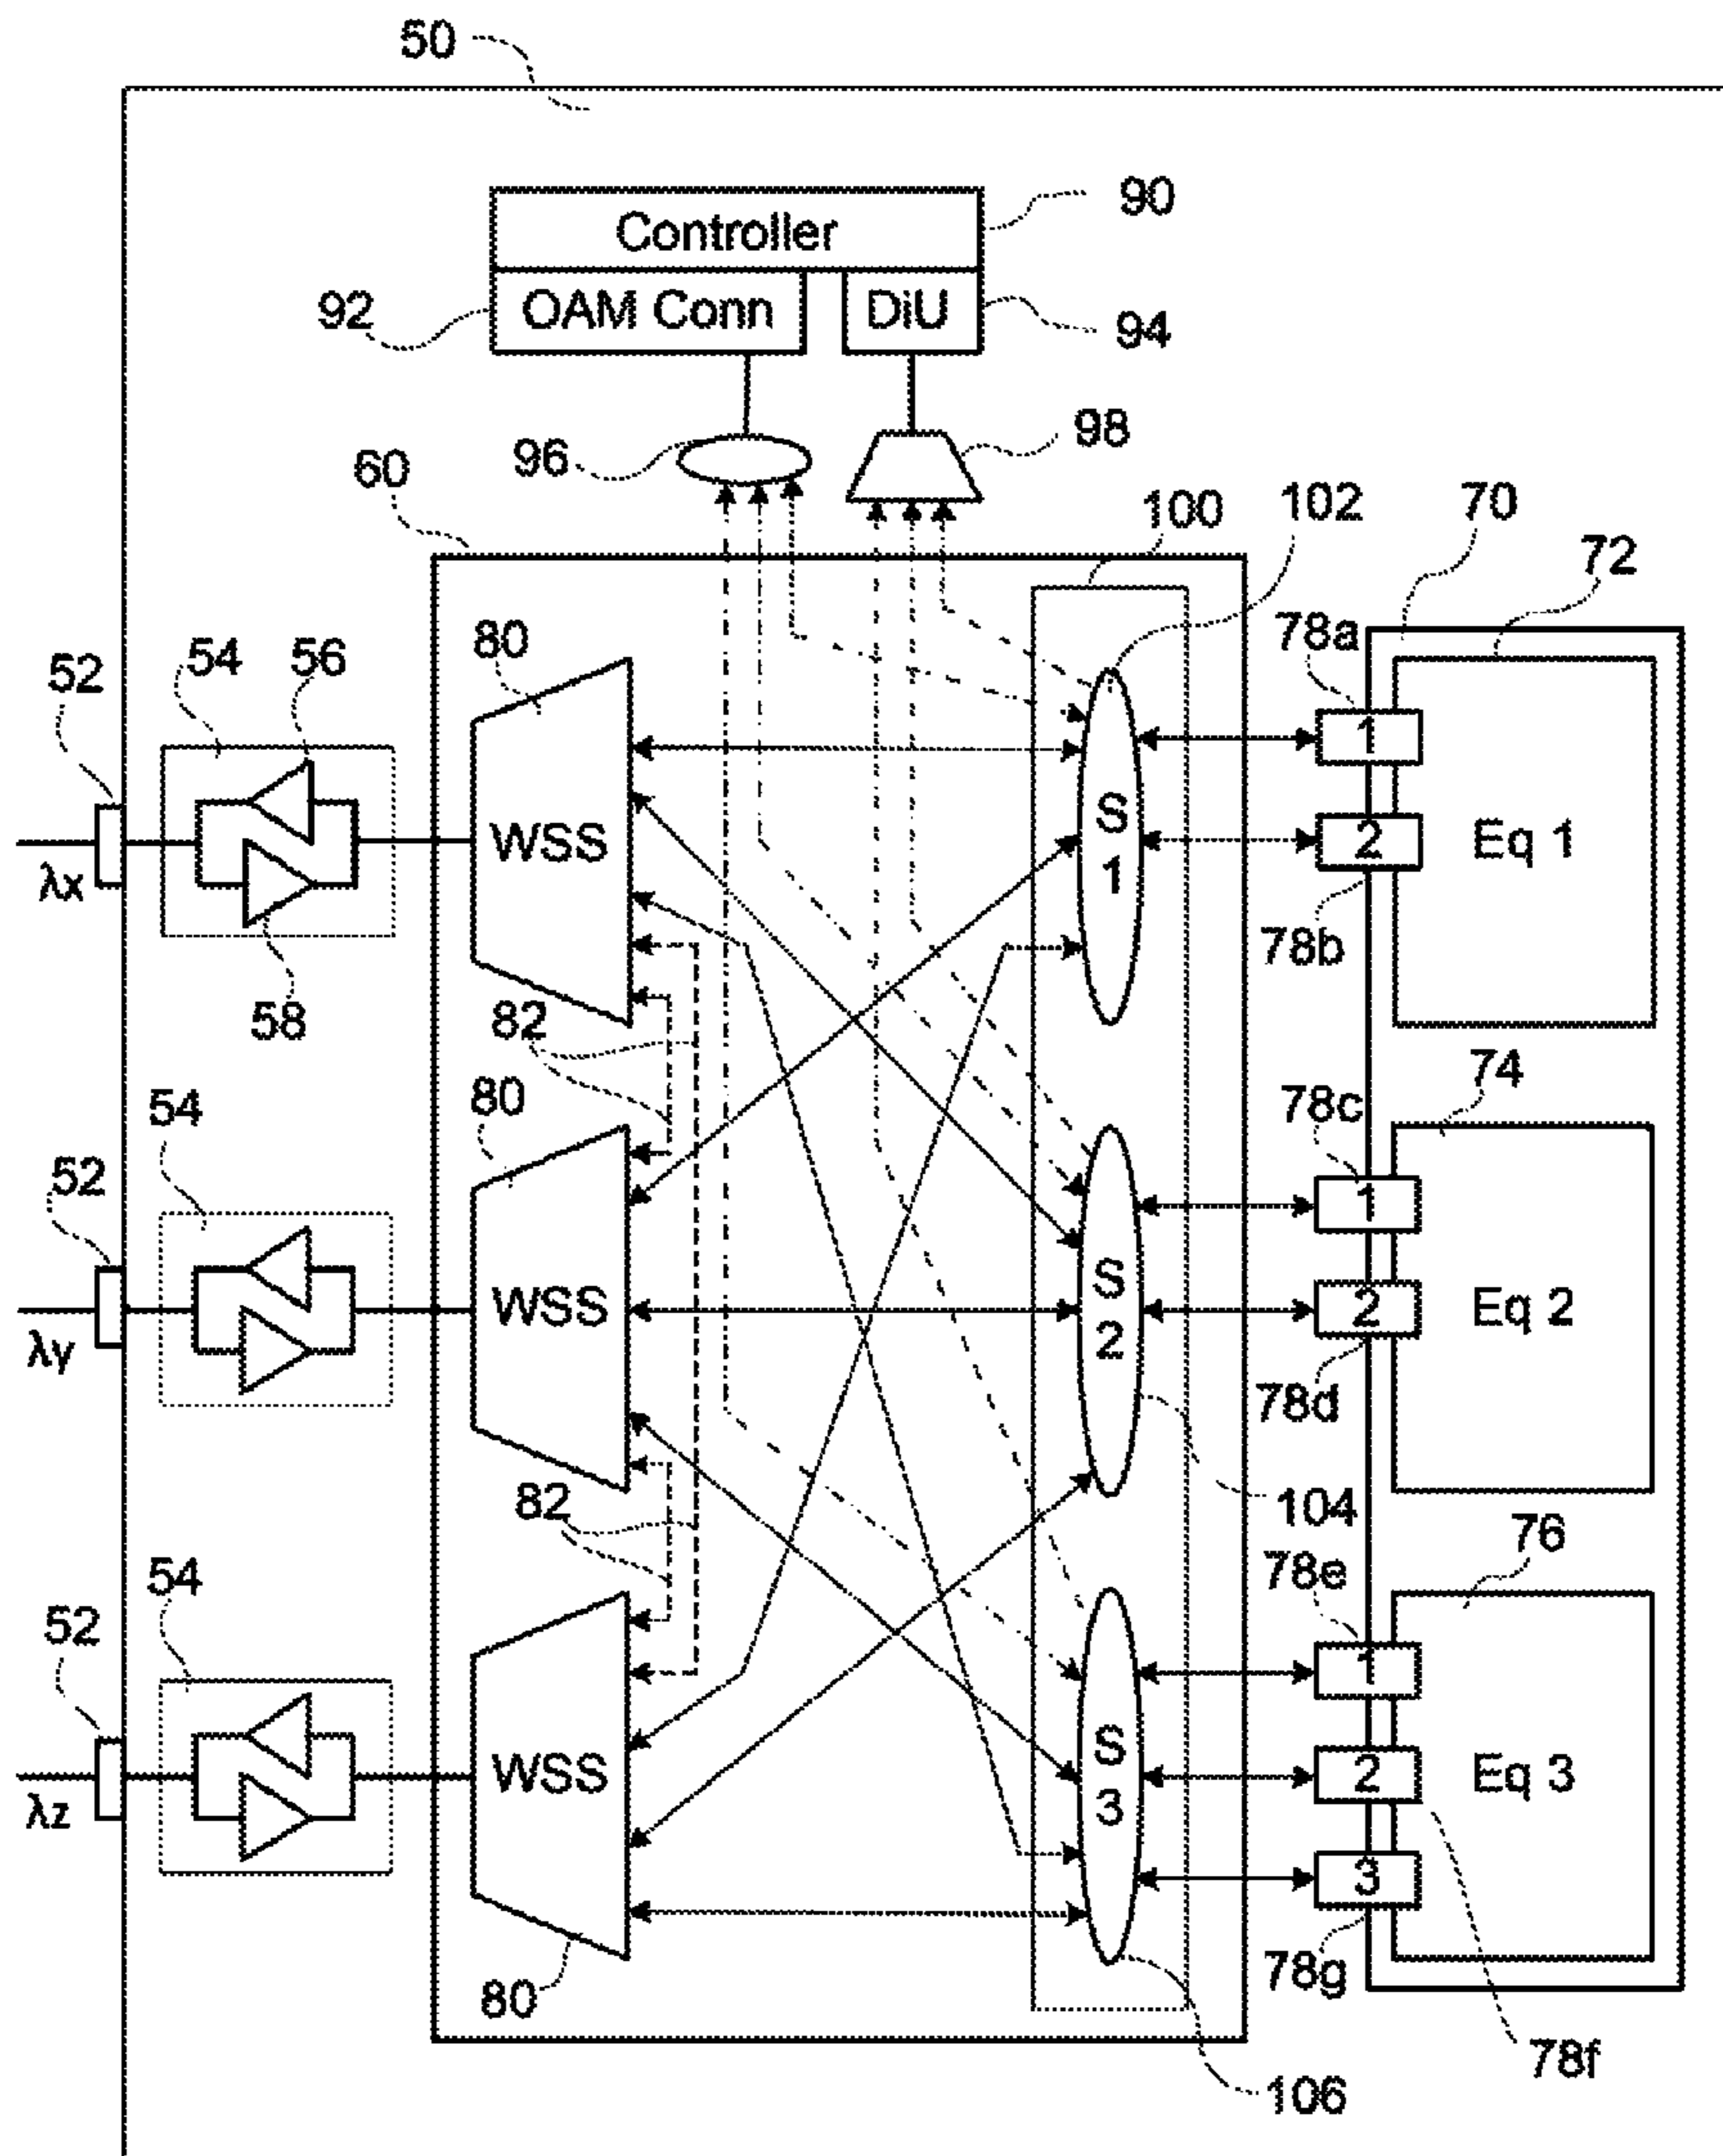 50
90
Controller
92
OAM Conn
DiU
94
96
98
60
100
102
70
72
78a
52
54
56
80
1
λx
WSS
S
1
2
Eq 1
78b
58
82
74
78c
54
80
52
1
λy
WSS
S
2
2
Eq 2
78d
82
104
76
78e
54
52
1
λz
WSS
S
3
2
Eq 3
3
80
78g
78f
106